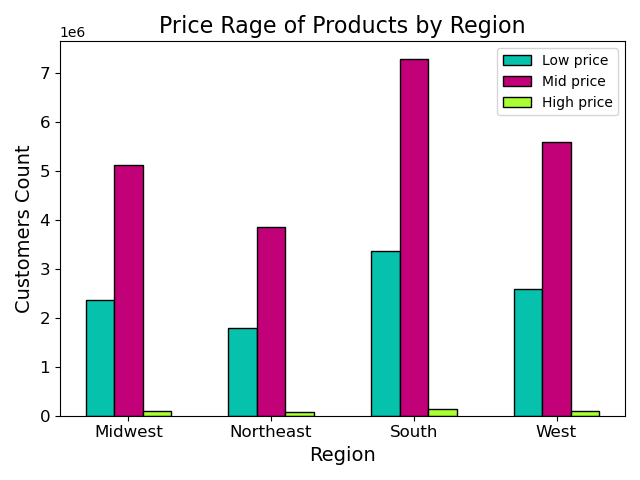 Price Rage of Products by Region
1e6
Low price
Mid price
High price
7
6
5
4
3
2
1
0
Customers Count
Midwest Northeast South West
Region